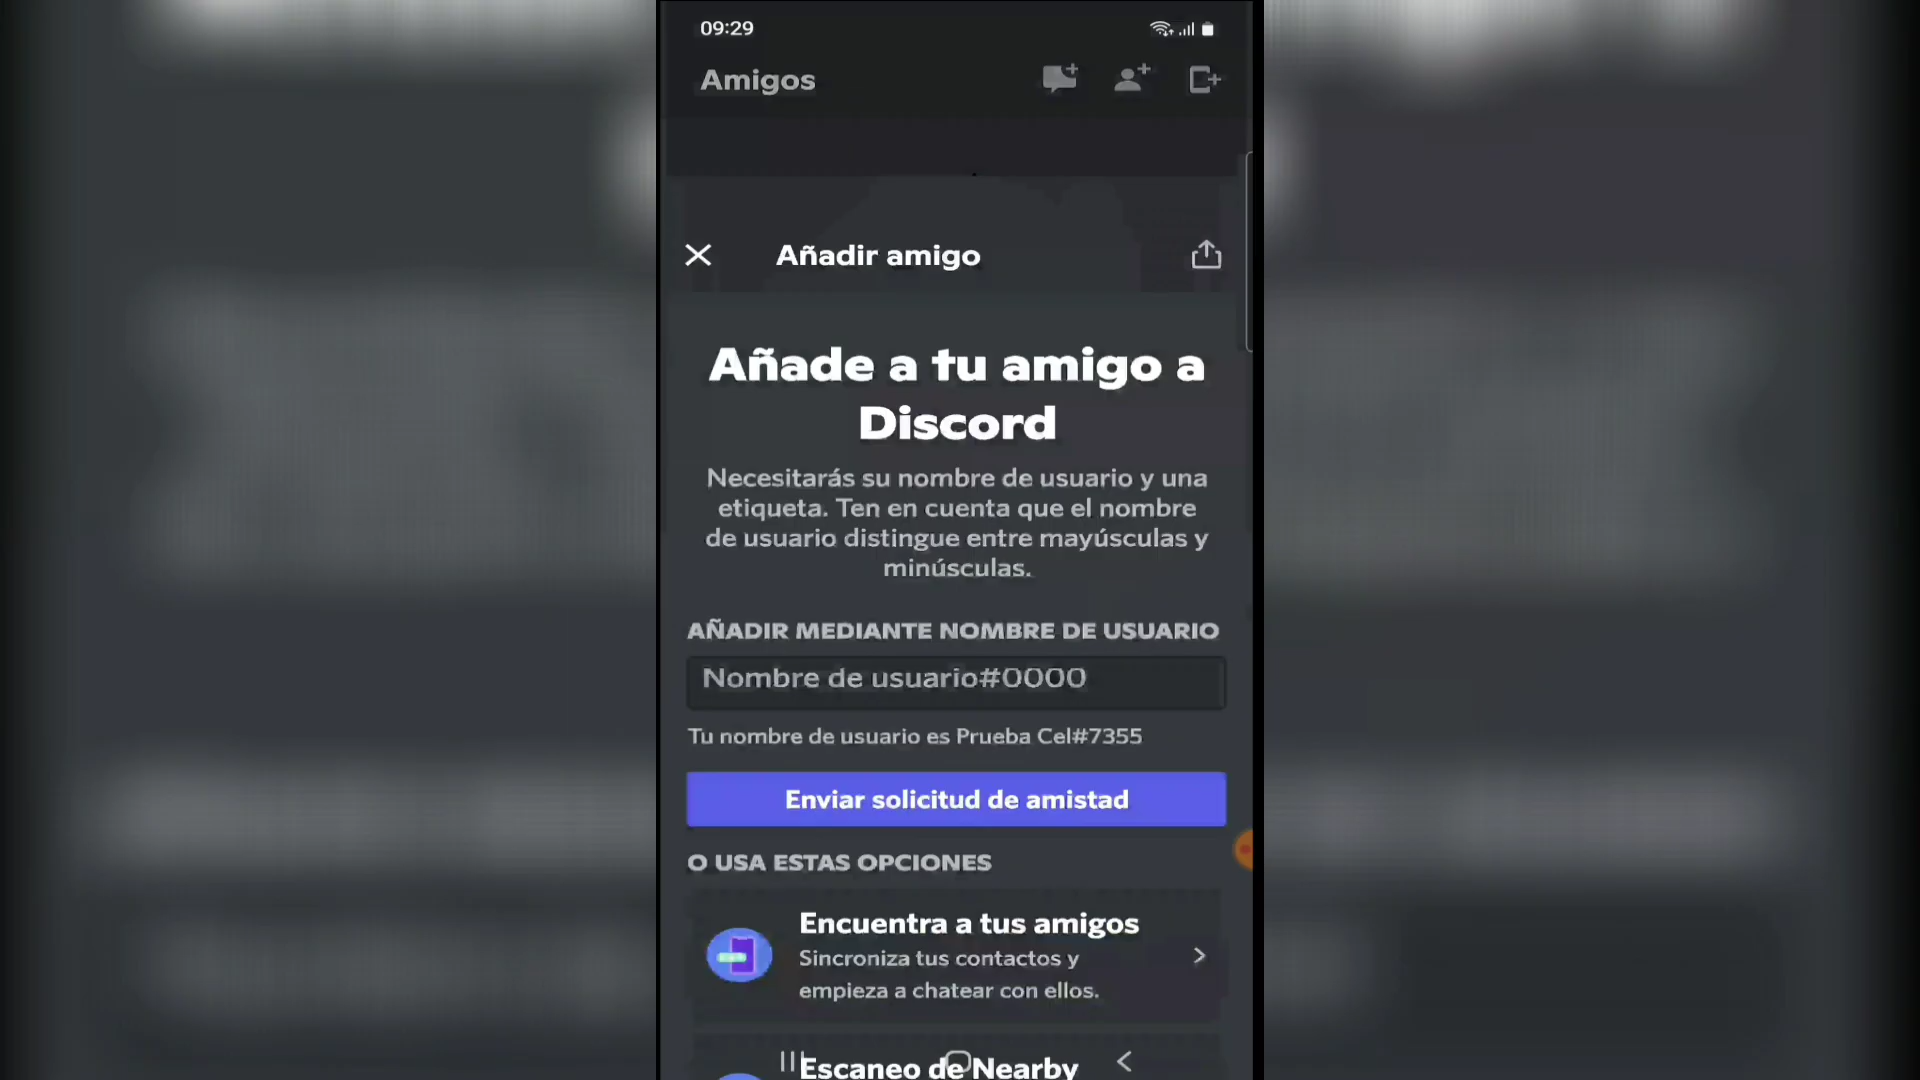 09:29
Amigos
Añadir amigo
Añade a tu amigo a
Discord
Necesitarás su nombre de usuario y una
etiqueta. Ten en cuenta que el nombre
de usuario distingue entre mayúsculas y
minúsculas.
AÑADIR MEDIANTE NOMBRE DE USUARIO
Nombre de usuario#0000
Tu nombre de usuario es Prueba Cel#7355
Enviar solicitud de amistad
O USA ESTAS OPCIONES
Encuentra a tus amigos
Sincroniza tus contactos y
empieza a chatear con ellos.
Escaneo de Nearby